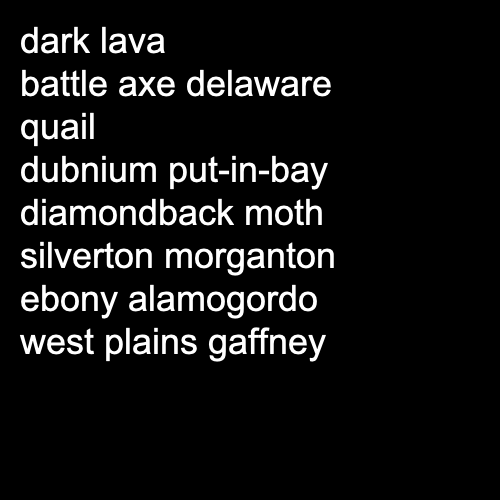 dark lava
battle axe delaware
quail
dubnium put-in-bay
diamondback moth
silverton morganton
ebony alamogordo
west plains gaffney